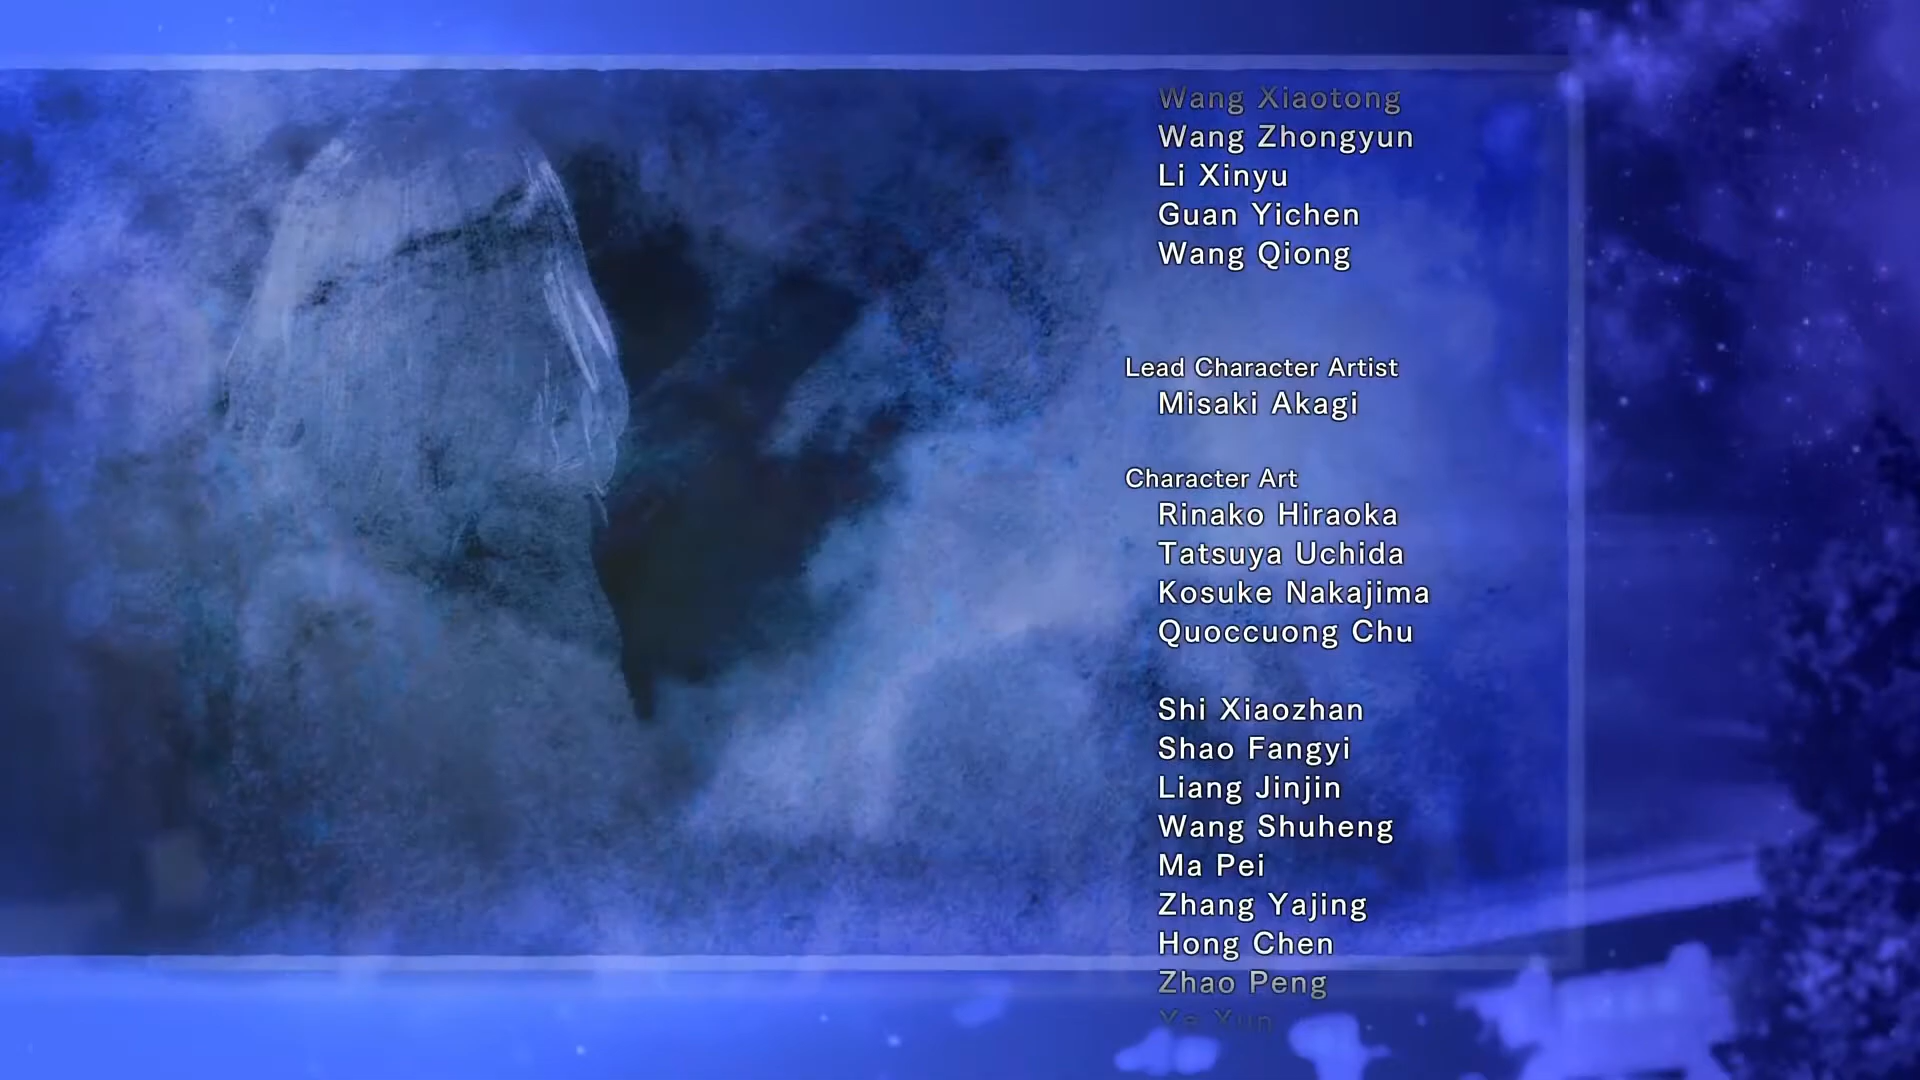 Wang Xiaotong
Wang Zhongyun
Li Xinyu
Guan Yichen
Wang Qiong
Lead Character Artist
Misaki Akagi
Character Art
Rinako Hiraoka
Tatsuya Uchida
Kosuke Nakajima
Quoccuong Chu
Shi Xiaozhan
Shao Fangyi
Liang Jinjin
Wang Shuheng
Ma Pei
Zhang Yajing
Hong Chen
Zhao Peng
Ye Xun